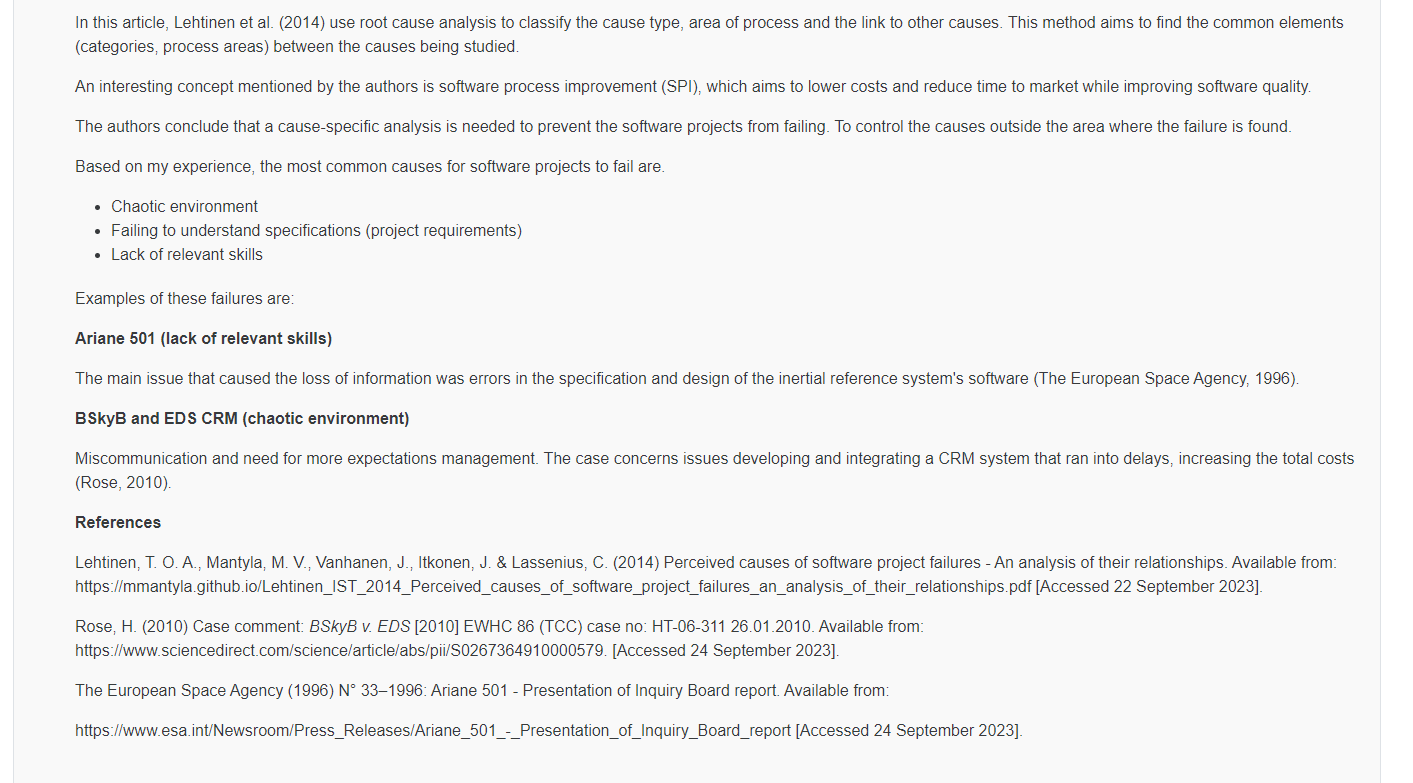 In this article, Lehtinen et al. (2014) use root cause analysis to classify the cause type, area of process and the link to other causes. This method aims to find the common elements
(categories, process areas) between the causes being studied.
An interesting concept mentioned by the authors is software process improvement (SPI), which aims to lower costs and reduce time to market while improving software quality.
The authors conclude that a cause-specific analysis is needed to prevent the software projects from failing. To control the causes outside the area where the failure is found.
Based on my experience, the most common causes for software projects to fail are.
• Chaotic environment
• Failing to understand specifications (project requirements)
• Lack of relevant skills
Examples of these failures are:
Ariane 501 (lack of relevant skills)
The main issue that caused the loss of information was errors in the specification and design of the inertial reference system's software (The European Space Agency, 1996).
BSkyB and EDS CRM (chaotic environment)
Miscommunication and need for more expectations management. The case concerns issues developing and integrating a CRM system that ran into delays, increasing the total costs
(Rose, 2010).
References
Lehtinen, T. O. A., Mantyla, M. V., Vanhanen, J., Itkonen, J. & Lassenius, C. (2014) Perceived causes of software project failures - An analysis of their relationships. Available from:
https://mmantyla.github.io/Lehtinen_IST_2014_Perceived_causes_of_software_project_failures_an_analysis_of_their_relationships.pdf [Accessed 22 September 2023].
Rose, H. (2010) Case comment: BSkyB v. EDS [2010] EWHC 86 (TCC) case no: HT-06-311 26.01.2010. Available from:
https://www.sciencedirect.com/science/article/abs/pii/S0267364910000579. [Accessed 24 September 2023].
The European Space Agency (1996) N° 33–1996: Ariane 501 - Presentation of Inquiry Board report. Available from:
https://www.esa.int/Newsroom/Press_Releases/Ariane_501_-_Presentation_of_Inquiry_Board_report [Accessed 24 September 2023].